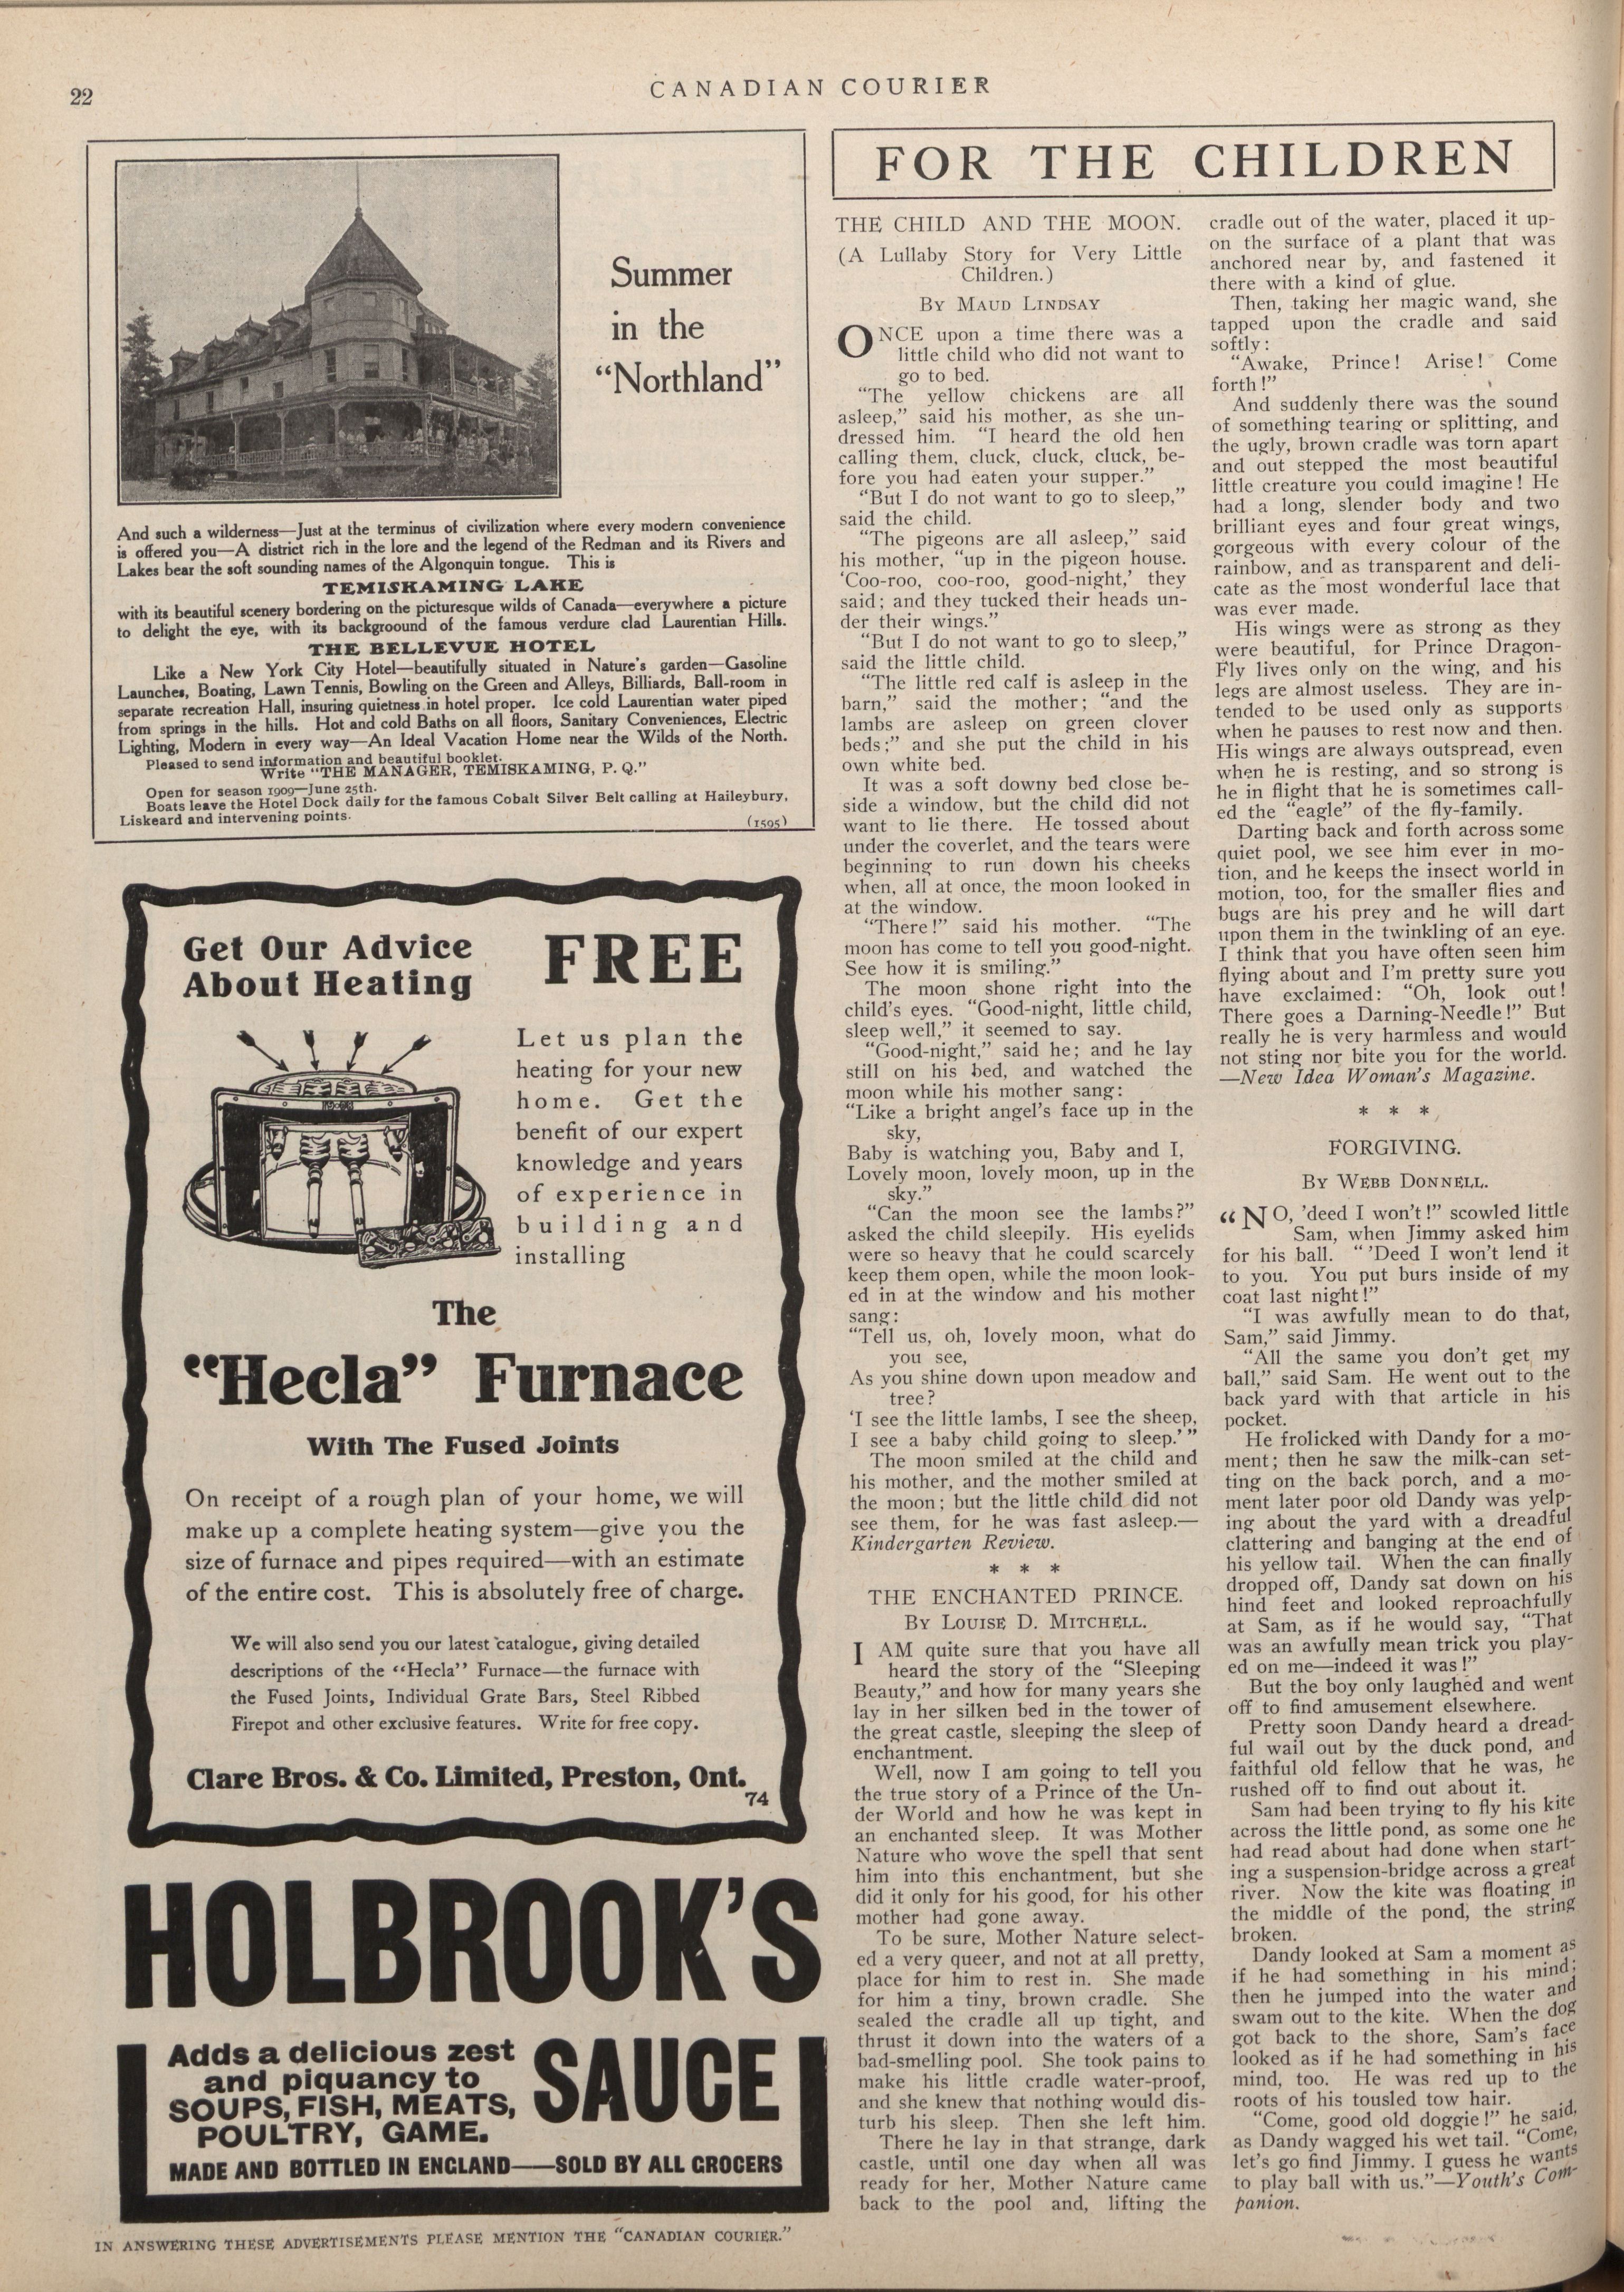 22
CANADIAN COURIER
Summer
in the
"Northland"
And such a wilderness—Just at the terminus of civilization where every modern convenience
is offered you—A district rich in the lore and the legend of the Redman and its Rivers and
Lakes bear the soft sounding names of the Algonquin tongue. This is
TEMISKAMING LAKE
with its beautiful scenery bordering on the picturesque wilds of Canada—everywhere a picture
to delight the eye, with its backgroound of the famous verdure clad Laurentian Hills.
THE BELLEVUE HOTEL
Like a New York City Hotel—beautifully situated in Nature's garden—Gasoline
Launches, Boating, Lawn Tennis, Bowling on the Green and Alleys, Billiards, Ball-room in
separate recreation Hall, insuring quietness in hotel proper. Ice cold Laurentian water piped
from springs in the hills. Hot and cold Baths on all floors, Sanitary Conveniences, Electric
Lighting, Modern in every way—An Ideal Vacation Home near the Wilds of the North.
Pleased to send information and beautiful booklet.
Write "THE MANAGER, TEMISKAMING, P. Q."
Open for season 1909—June 25th.
Boats leave the Hotel Dock daily for the famous Cobalt Silver Belt calling at Haileybury,
Liskeard and intervening points.
(1595)
Get Our Advice
About Heating
FREE
Let us plan the
heating for your new
home. Get the
benefit of our expert
knowledge and years
of experience in
building and
installing
The
"Hecla" Furnace
With The Fused Joints
On receipt of a rough plan of your home, we will
make up a complete heating system—give you the
size of furnace and pipes required—with an estimate
of the entire cost. This is absolutely free of charge.
We will also send you our latest catalogue, giving detailed
descriptions of the "Hecla" Furnace—the furnace with
the Fused Joints, Individual Grate Bars, Steel Ribbed
Firepot and other exclusive features. Write for free copy.
Clare Bros. & Co. Limited, Preston, Ont.
74
HOLBROOK'S
Adds a delicious zest
and piquancy to
SOUPS, FISH, MEATS,
POULTRY, GAME.
SAUCE
MADE AND BOTTLED IN ENGLAND——SOLD BY ALL GROCERS
IN ANSWERING THESE ADVERTISEMENTS PLEASE MENTION THE "CANADIAN COURIER."
FOR THE CHILDREN
THE CHILD AND THE MOON.
(A Lullaby Story for Very Little
Children.)
BY MAUD LINDSAY
ONCE upon a time there was a
little child who did not want to
go to bed.
"The yellow chickens are all
asleep," said his mother, as she un-
dressed him. "I heard the old hen
calling them, cluck, cluck, cluck, be-
fore you had eaten your supper."
"But I do not want to go to sleep,"
said the child.
"The pigeons are all asleep," said
his mother, "up in the pigeon house.
'Coo-roo, coo-roo, good-night,' they
said; and they tucked their heads un-
der their wings."
"But I do not want to go to sleep,"
said the little child.
"The little red calf is asleep in the
barn," said the mother; "and the
lambs are asleep on green clover
beds;" and she put the child in his
own white bed.
It was a soft downy bed close be-
side a window, but the child did not
want to lie there. He tossed about
under the coverlet, and the tears were
beginning to run down his cheeks
when, all at once, the moon looked in
at the window.
"There!" said his mother. "The
moon has come to tell you good-night.
See how it is smiling."
The moon shone right into the
child's eyes. "Good-night, little child,
sleep well," it seemed to say.
"Good-night," said he; and he lay
still on his bed, and watched the
moon while his mother sang:
"Like a bright angel's face up in the
sky,
Baby is watching you, Baby and I,
Lovely moon, lovely moon, up in the
sky."
"Can the moon see the lambs?"
asked the child sleepily. His eyelids
were so heavy that he could scarcely
keep them open, while the moon look-
ed in at the window and his mother
sang:
"Tell us, oh, lovely moon, what do
you see,
As you shine down upon meadow and
tree?
'I see the little lambs, I see the sheep,
I see a baby child going to sleep.'"
The moon smiled at the child and
his mother, and the mother smiled at
the moon; but the little child did not
see them, for he was fast asleep.—
Kindergarten Review.
* * *
THE ENCHANTED PRINCE.
BY LOUISE D. MITCHELL.
I AM quite sure that you have all
heard the story of the "Sleeping
Beauty," and how for many years she
lay in her silken bed in the tower of
the great castle, sleeping the sleep of
enchantment.
Well, now I am going to tell you
the true story of a Prince of the Un-
der World and how he was kept in
an enchanted sleep. It was Mother
Nature who wove the spell that sent
him into this enchantment, but she
did it only for his good, for his other
mother had gone away.
To be sure, Mother Nature select-
ed a very queer, and not at all pretty,
place for him to rest in. She made
for him a tiny, brown cradle. She
sealed the cradle all up tight, and
thrust it down into the waters of a
bad-smelling pool. She took pains to
make his little cradle water-proof,
and she knew that nothing would dis-
turb his sleep. Then she left him.
There he lay in that strange, dark
castle, until one day when all was
ready for her, Mother Nature came
back to the pool and, lifting the
cradle out of the water, placed it up-
on the surface of a plant that was
anchored near by, and fastened it
there with a kind of glue.
Then, taking her magic wand, she
tapped upon the cradle and said
softly:
"Awake, Prince! Arise! Come
forth!"
And suddenly there was the sound
of something tearing or splitting, and
the ugly, brown cradle was torn apart
and out stepped the most beautiful
little creature you could imagine! He
had a long, slender body and two
brilliant eyes and four great wings,
gorgeous with every colour of the
rainbow, and as transparent and deli-
cate as the most wonderful lace that
was ever made.
His wings were as strong as they
were beautiful, for Prince Dragon-
Fly lives only on the wing, and his
legs are almost useless. They are in-
tended to be used only as supports
when he pauses to rest now and then.
His wings are always outspread, even
when he is resting, and so strong is
he in flight that he is sometimes call-
ed the "eagle" of the fly-family.
Darting back and forth across some
quiet pool, we see him ever in mo-
tion, and he keeps the insect world in
motion, too, for the smaller flies and
bugs are his prey and he will dart
upon them in the twinkling of an eye.
I think that you have often seen him
flying about and I'm pretty sure you
have exclaimed: "Oh, look out!
There goes a Darning-Needle!" But
really he is very harmless and would
not sting nor bite you for the world.
—New Idea Woman's Magazine.
* * *
FORGIVING.
BY WEBB DONNELL.
"NO, 'deed I won't!" scowled little
Sam, when Jimmy asked him
for his ball. "'Deed I won't lend it
to you. You put burs inside of my
coat last night!"
"I was awfully mean to do that,
Sam," said Jimmy.
"All the same you don't get my
ball," said Sam. He went out to the
back yard with that article in his
pocket.
He frolicked with Dandy for a mo-
ment; then he saw the milk-can set-
ting on the back porch, and a mo-
ment later poor old Dandy was yelp-
ing about the yard with a dreadful
clattering and banging at the end of
his yellow tail. When the can finally
dropped off, Dandy sat down on his
hind feet and looked reproachfully
at Sam, as if he would say, "That
was an awfully mean trick you play-
ed on me—indeed it was!"
But the boy only laughed and went
off to find amusement elsewhere.
Pretty soon Dandy heard a dread-
ful wail out by the duck pond, and
faithful old fellow that he was, he
rushed off to find out about it.
Sam had been trying to fly his kite
across the little pond, as some one he
had read about had done when start-
ing a suspension-bridge across a great
river. Now the kite was floating in
the middle of the pond, the string
broken.
Dandy looked at Sam a moment as
if he had something in his mind;
then he jumped into the water and
swam out to the kite. When the dog
got back to the shore, Sam's face
looked as if he had something in his
mind, too. He was red up to the
roots of his tousled tow hair.
"Come, good old doggie!" he said,
as Dandy wagged his wet tail. "Come,
let's go find Jimmy. I guess he wants
to play ball with us."—Youth's Com-
panion.